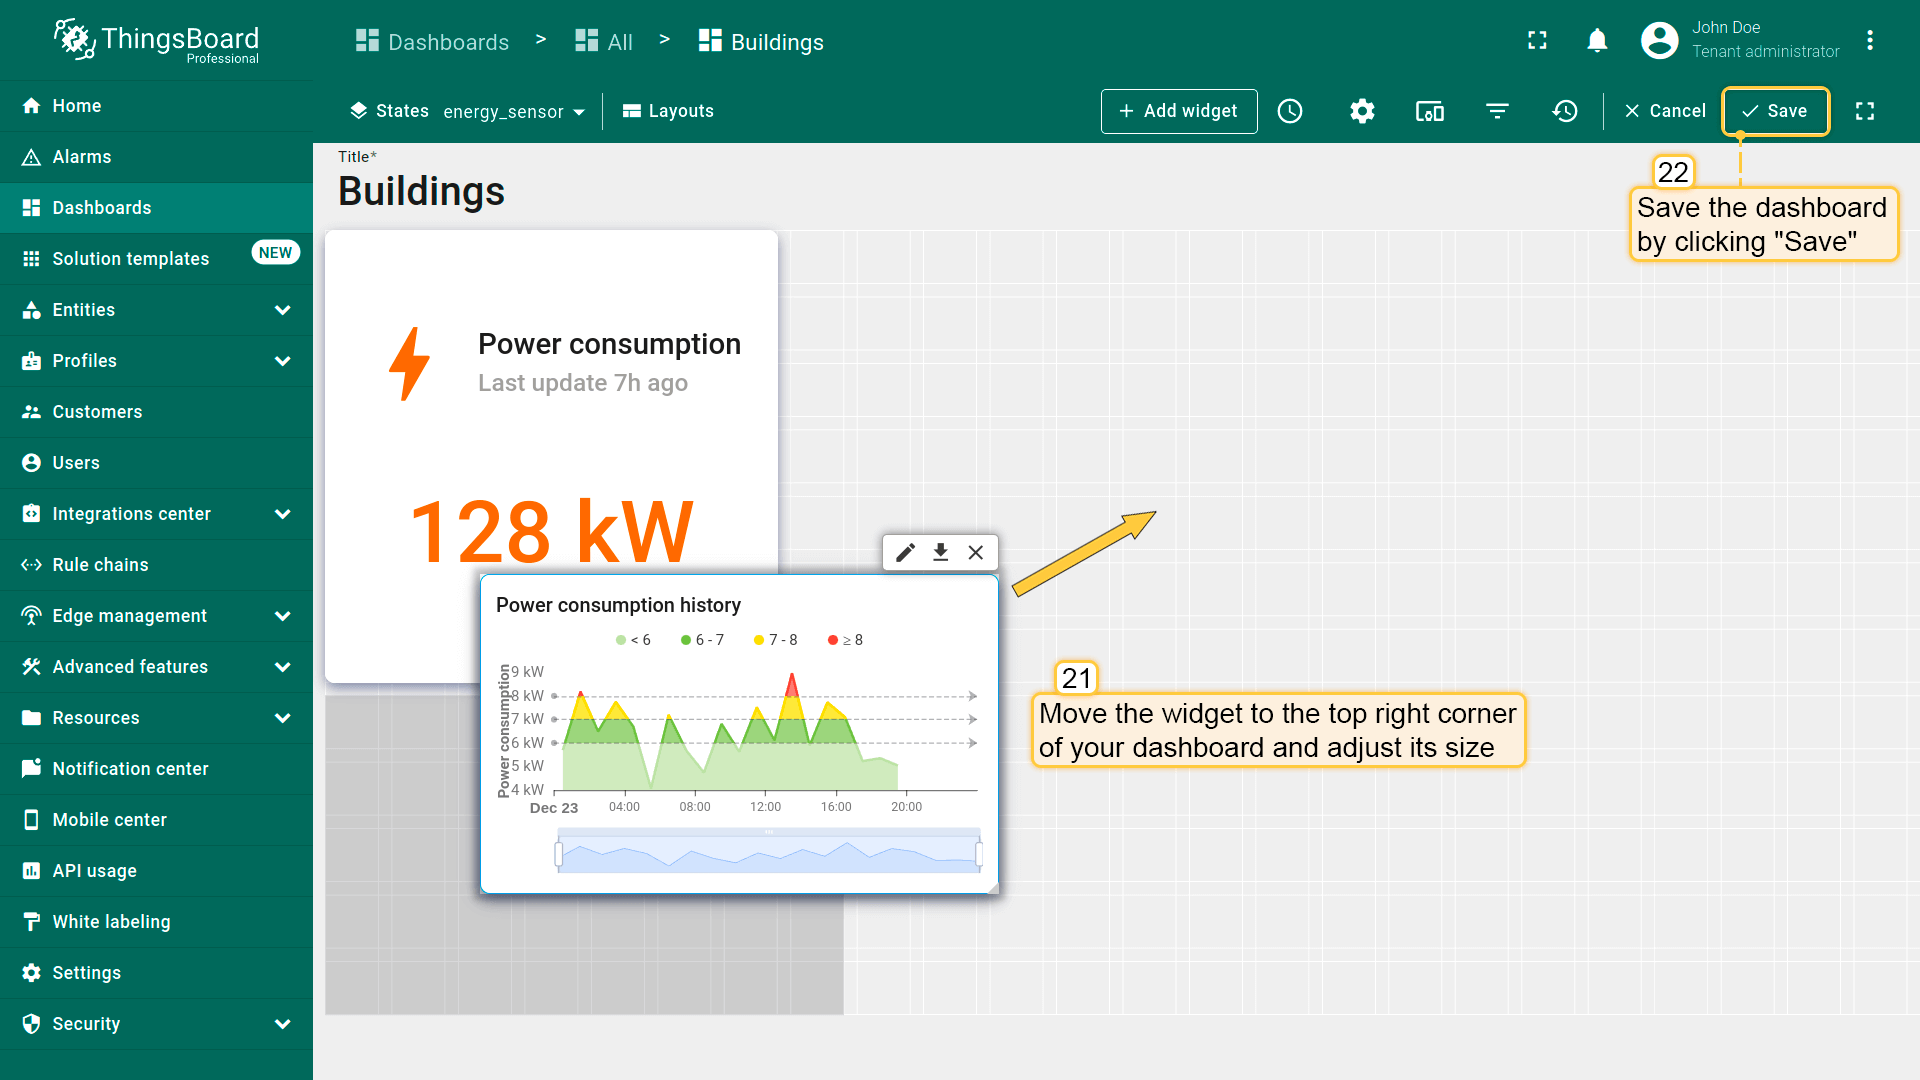 ThingsBoard
Professional
Dashboards > All > Buildings
John Doe
Tenant administrator
Home
Alarms
Dashboards
Solution templates NEW
Entities
Profiles
Customers
Users
Integrations center
Rule chains
Edge management
Advanced features
Resources
Notification center
Mobile center
API usage
White labeling
Settings
Security
States energy_sensor Layouts + Add widget Cancel Save
22
Save the dashboard
by clicking "Save"
Title*
Buildings
Power consumption
Last update 7h ago
128 kW
Power consumption history
< 6 6 - 7 7 - 8 ≥ 8
Power consumption
9 kW
8 kW
7 kW
6 kW
5 kW
4 kW
Dec 23 04:00 08:00 12:00 16:00 20:00
21
Move the widget to the top right corner
of your dashboard and adjust its size